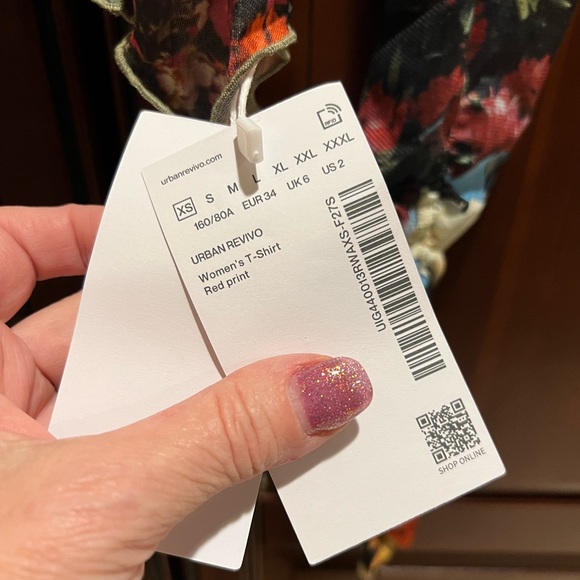 RFID
urbanrevivo.com
XS S M L XL XXL XXXL
160/80A EUR 34 UK 6 US 2
URBAN REVIVO
Women's T-Shirt
Red print
UIG440013RWAXS-F27S
SHOP ONLINE